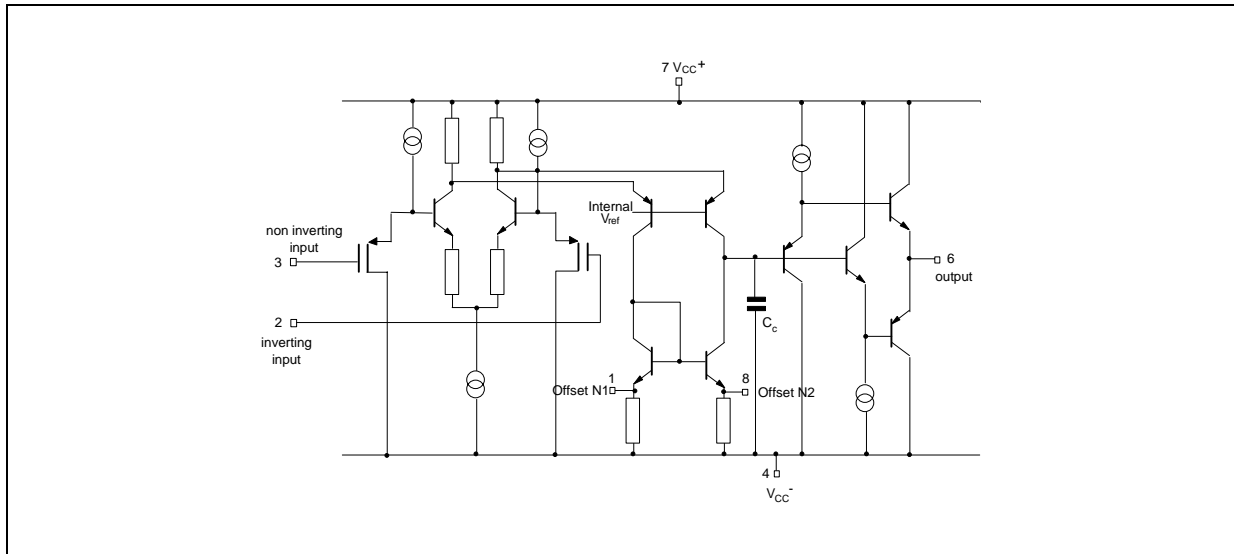 7 VCC+
non inverting
input
3
2
inverting
input
Internal
Vref
1
Offset N1
8
Offset N2
Cc
6
output
4
VCC-